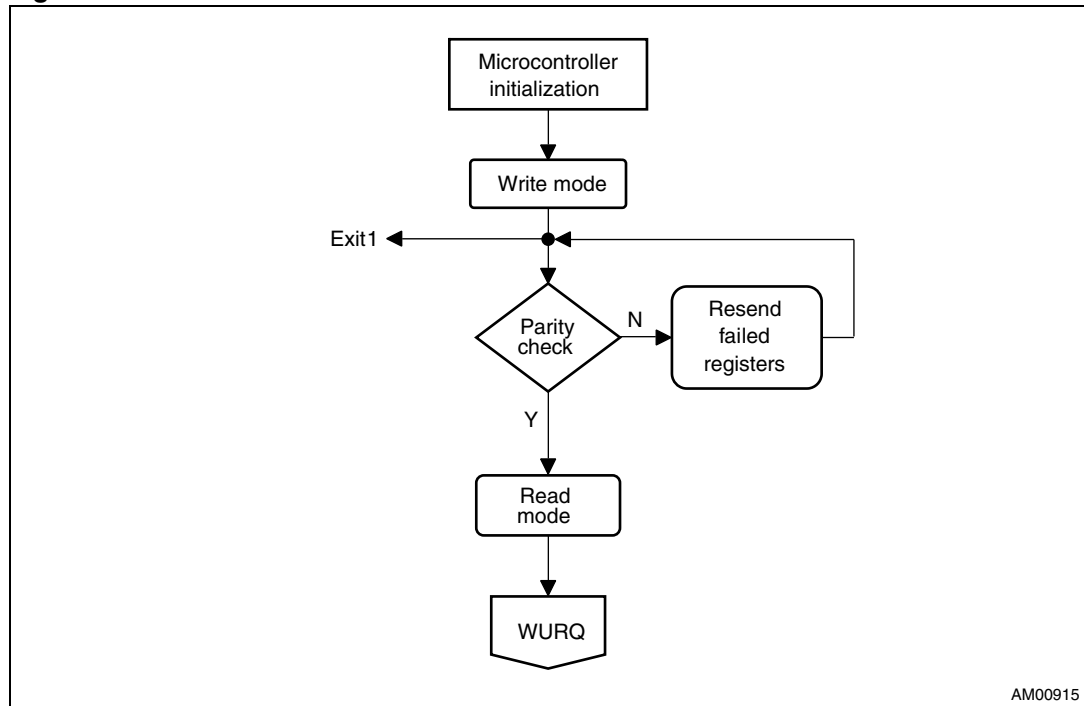 Microcontroller
initialization
Write mode
Exit1
Parity
check
N
Resend
failed
registers
Y
Read
mode
WURQ
AM00915